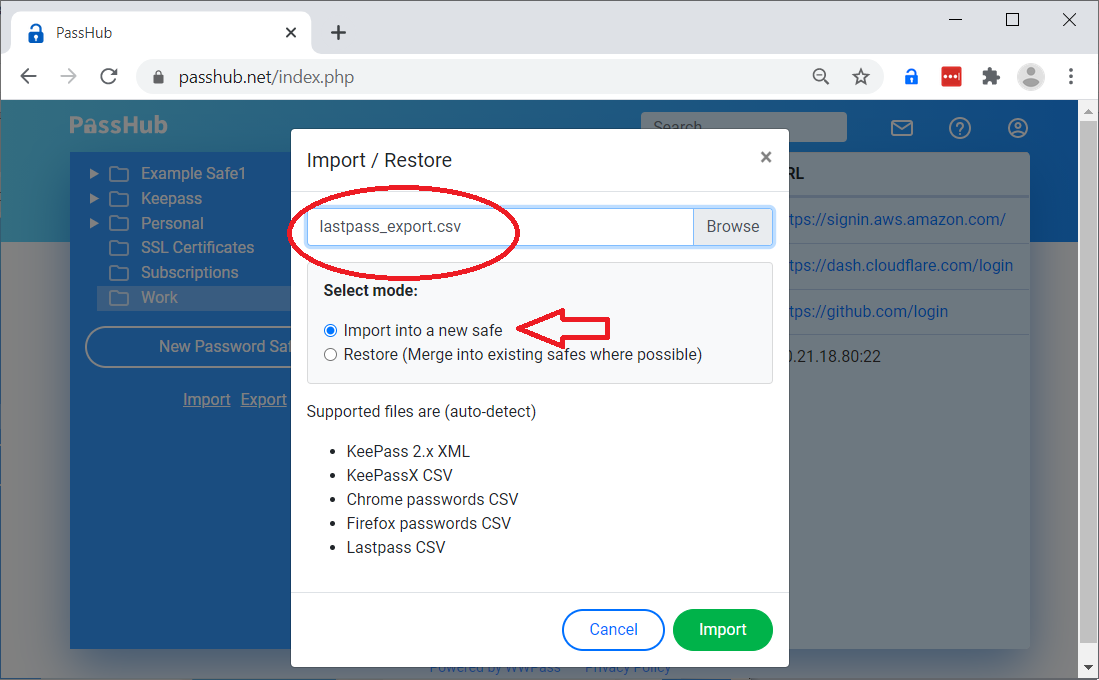 PassHub
passhub.net/index.php
PassHub
Search
Example Safe1
Keepass
Personal
SSL Certificates
Subscriptions
Work
New Password Saf
Import Export
Import / Restore
×
lastpass_export.csv
Browse
Select mode:
Import into a new safe
Restore (Merge into existing safes where possible)
Supported files are (auto-detect)
• KeePass 2.x XML
• KeePassX CSV
• Chrome passwords CSV
• Firefox passwords CSV
• Lastpass CSV
Cancel
Import
RL
tps://signin.aws.amazon.com/
tps://dash.cloudflare.com/login
tps://github.com/login
0.21.18.80:22
Powered by WWPass
Privacy Policy